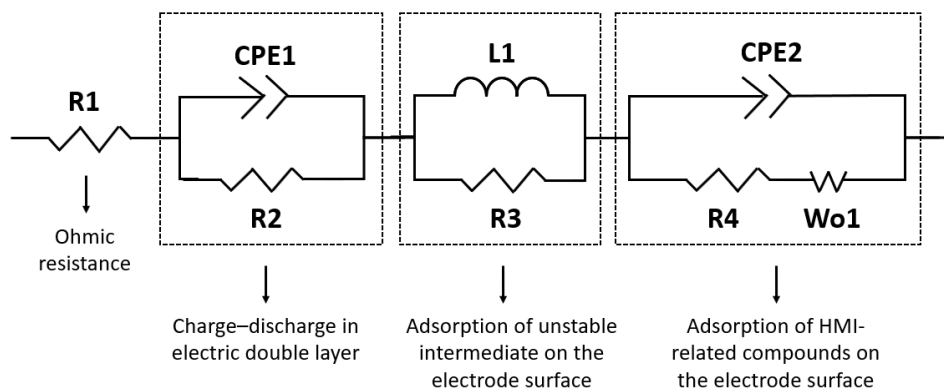 CPE1
L1
CPE2
R1
R2
R3
R4
Wo1
Ohmic
resistance
Charge–discharge in
electric double layer
Adsorption of unstable
intermediate on the
electrode surface
Adsorption of HMI-
related compounds on
the electrode surface